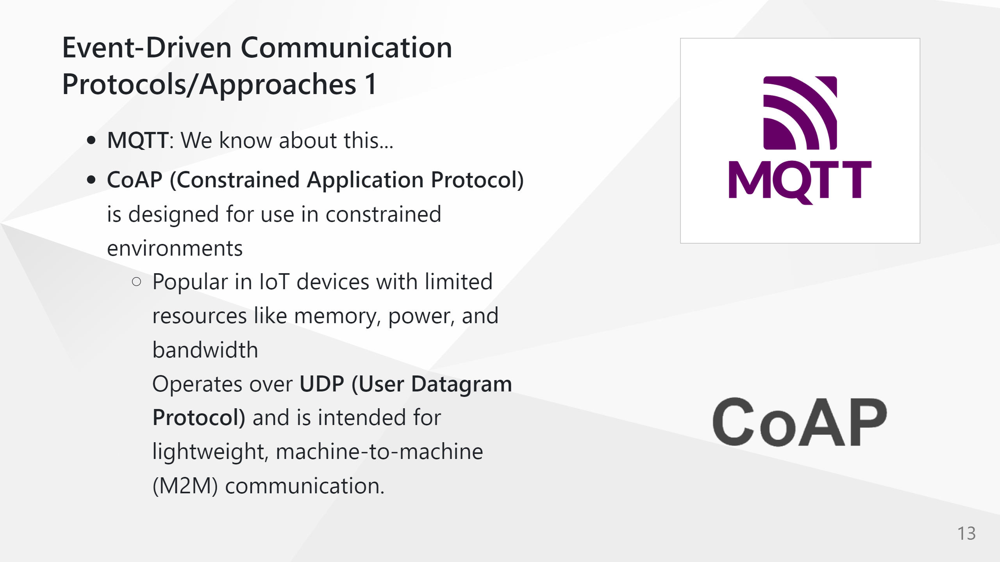 Event-Driven Communication
Protocols/Approaches 1
• MQTT: We know about this...
• CoAP (Constrained Application Protocol)
is designed for use in constrained
environments
○ Popular in IoT devices with limited
resources like memory, power, and
bandwidth
Operates over UDP (User Datagram
Protocol) and is intended for
lightweight, machine-to-machine
(M2M) communication.
MQTT
CoAP
13